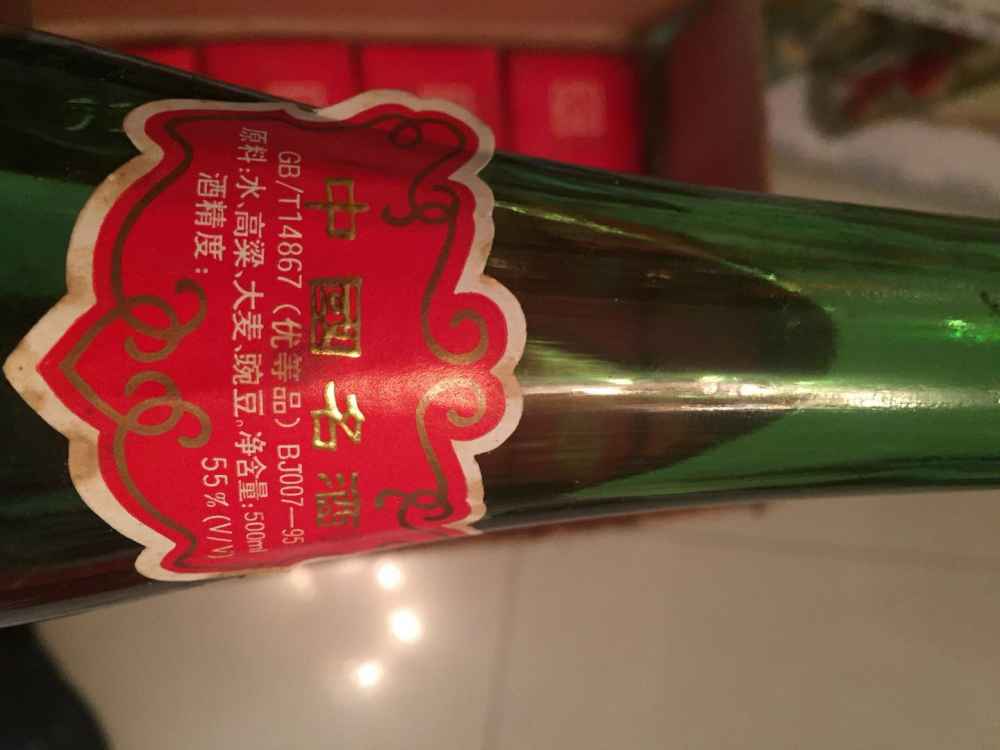 中國名酒
GB/T14867（优等品）BJ007—95
原料:水、高粱、大麦、豌豆。净含量:500ml
酒精度：55%(V/V)